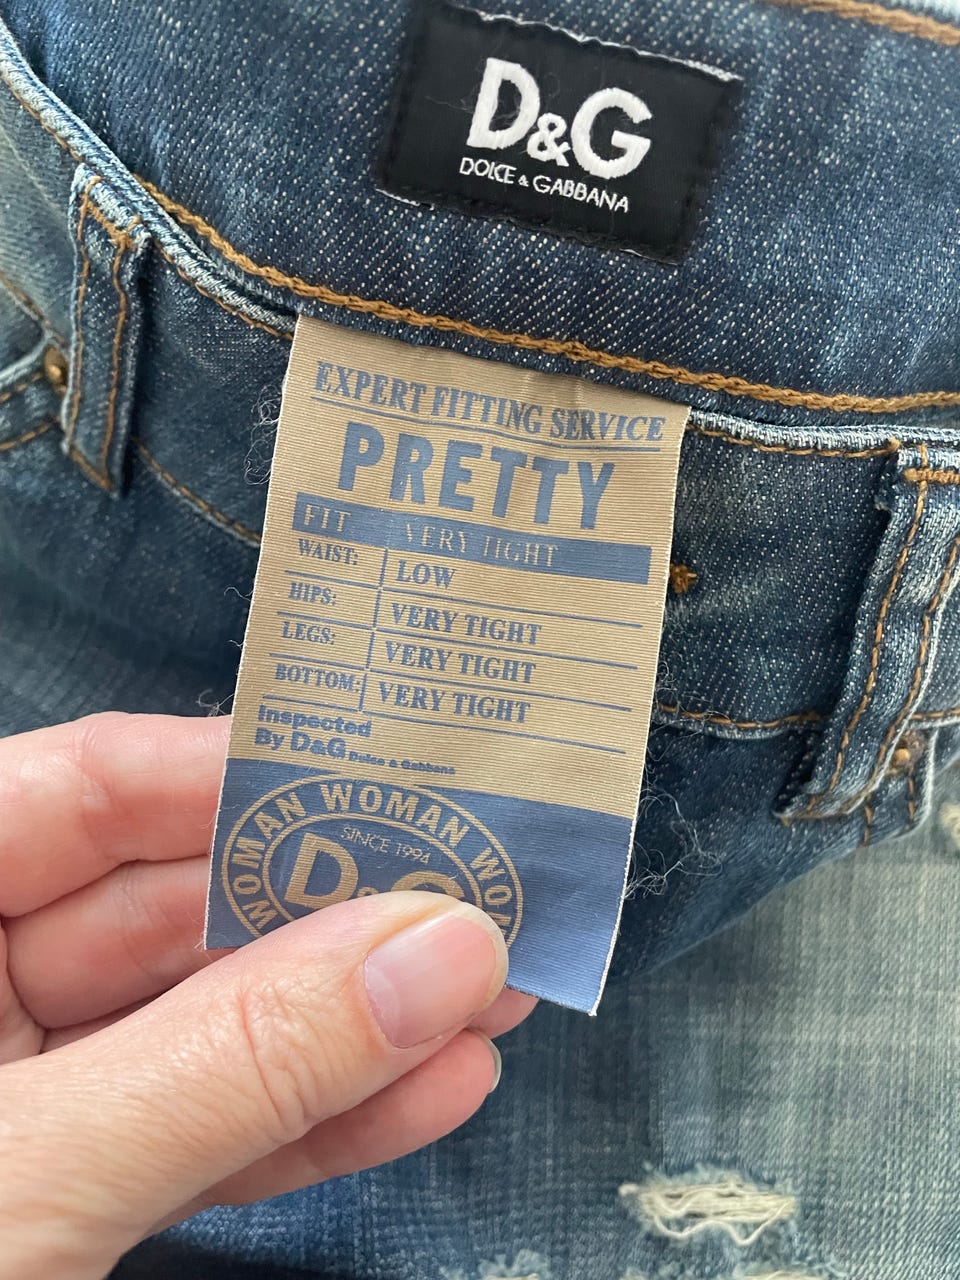 D&G
DOLCE & GABBANA
EXPERT FITTING SERVICE
PRETTY
FIT VERY TIGHT
WAIST: LOW
HIPS: VERY TIGHT
LEGS: VERY TIGHT
BOTTOM: VERY TIGHT
Inspected
By D&G Dolce & Gabbana
WOMAN WOMAN WOM
SINCE 1994
D&G